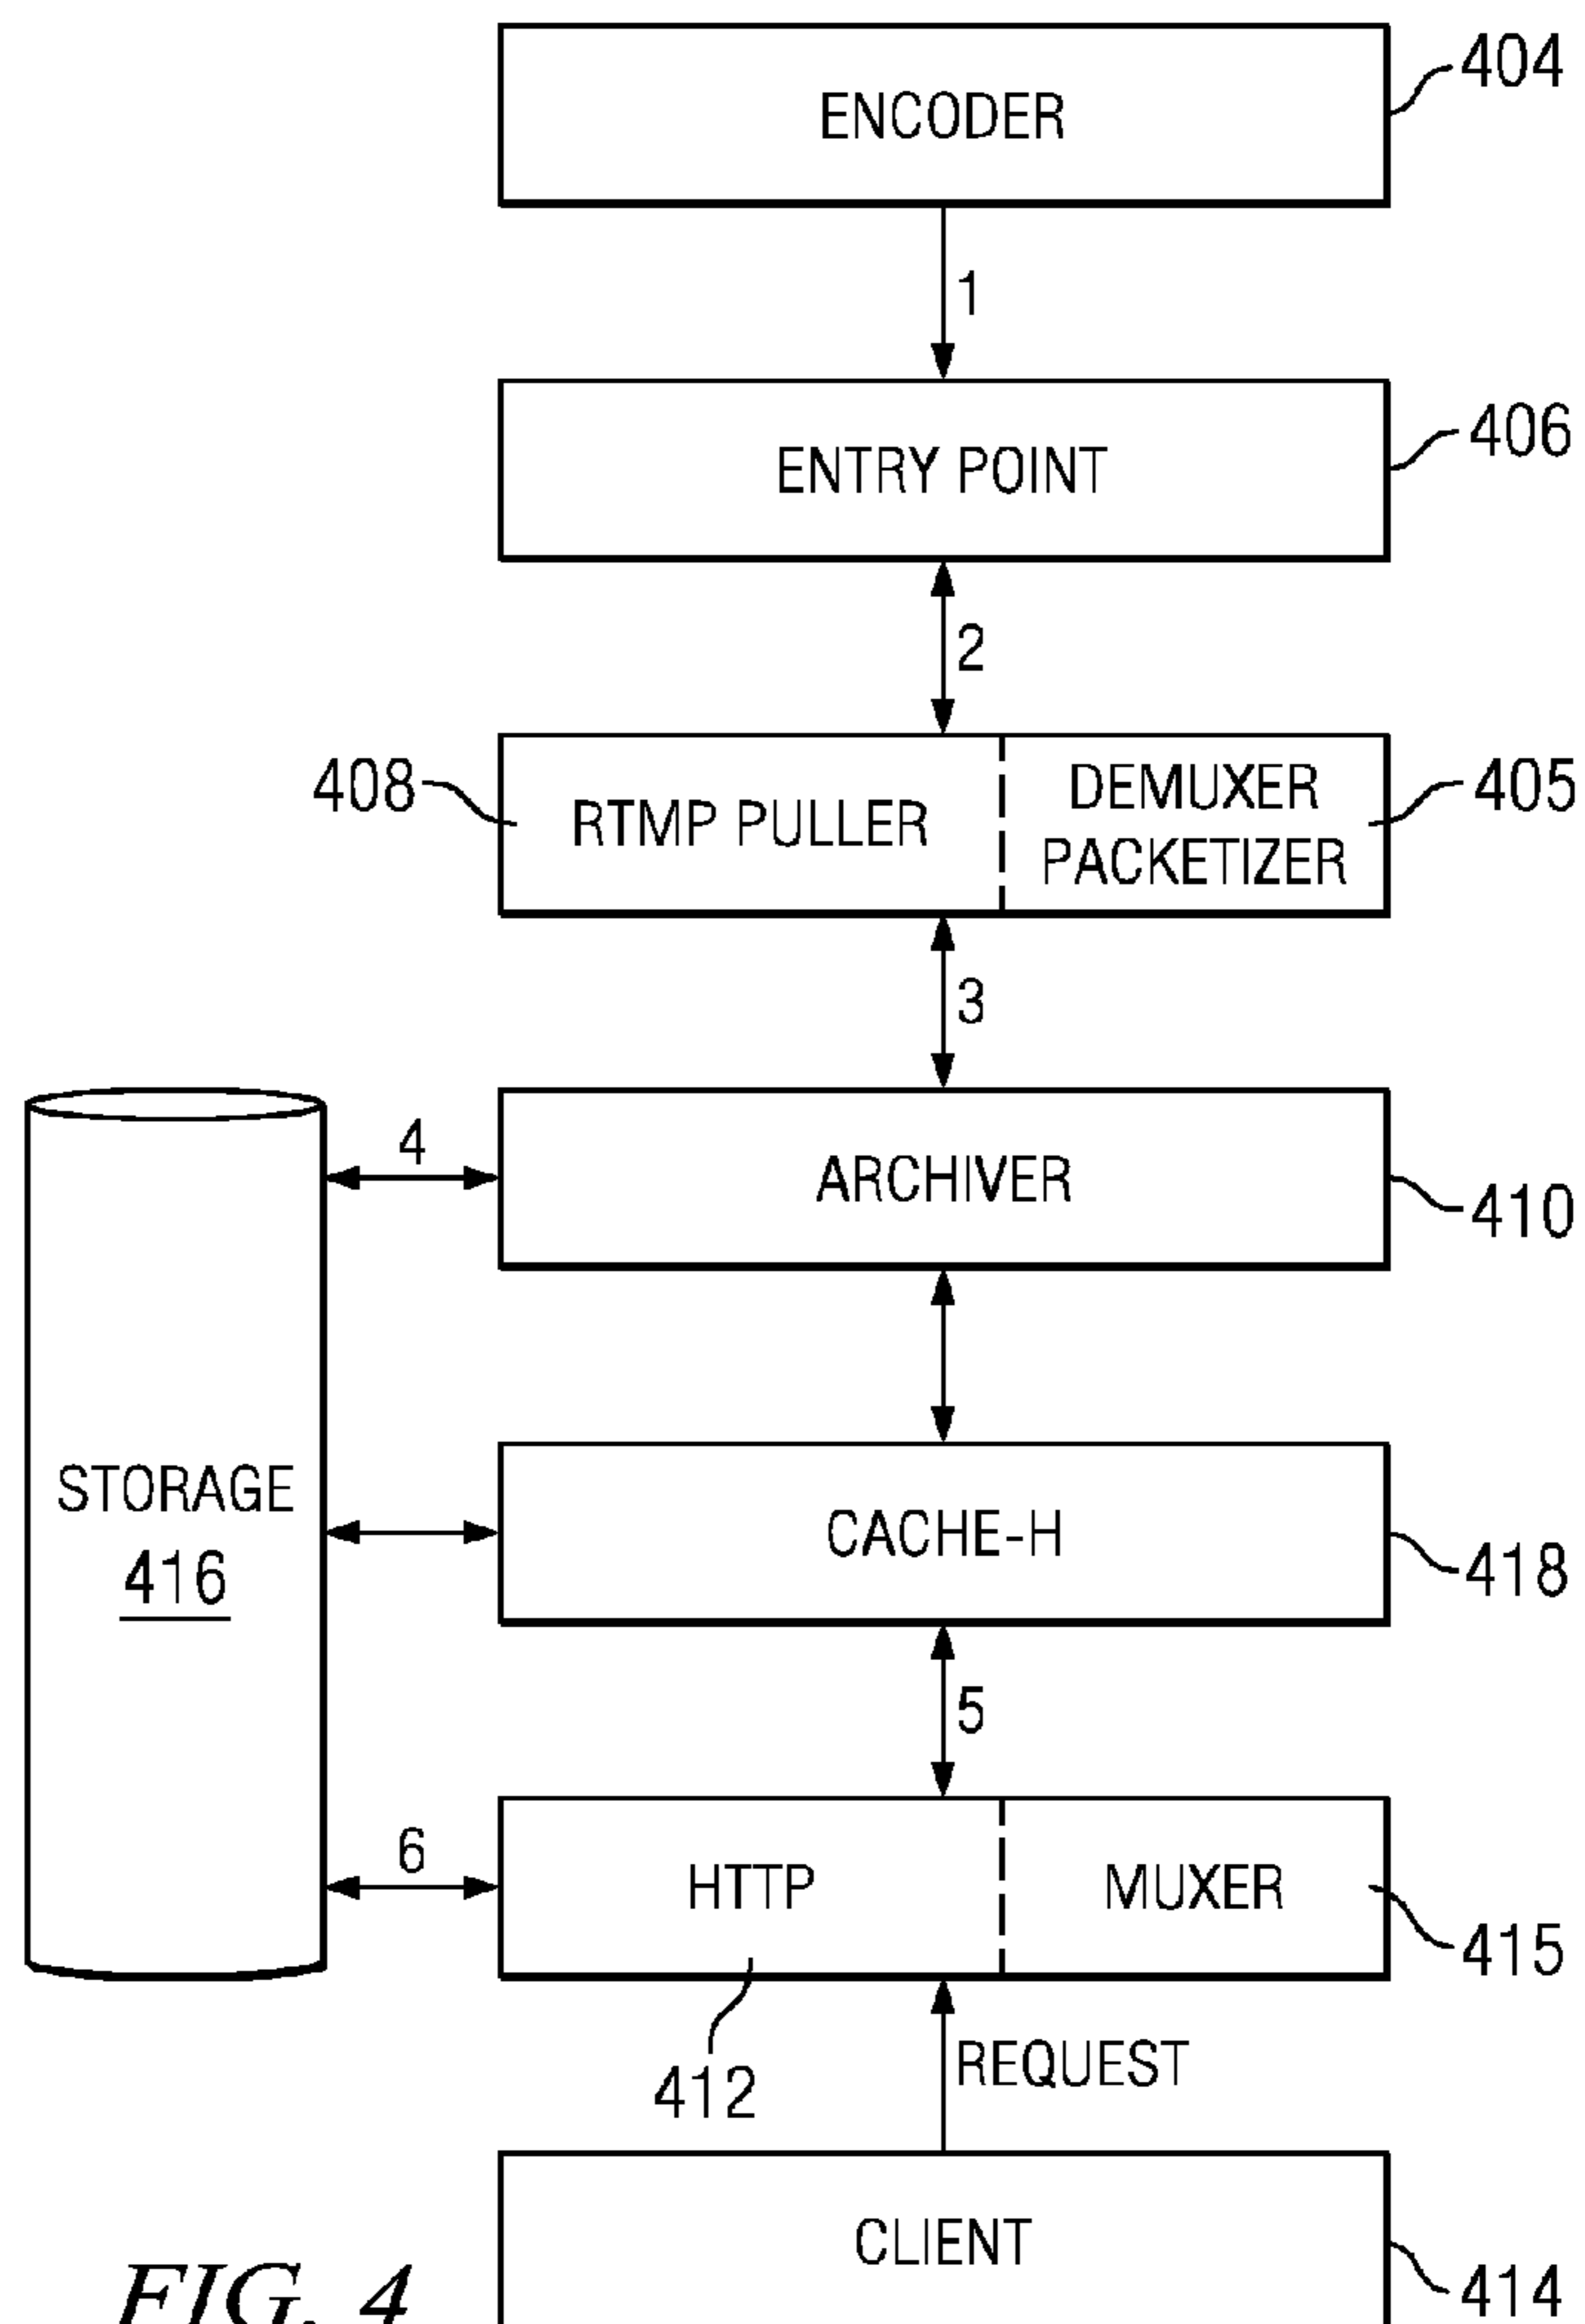 ENCODER
404
1
ENTRY POINT
406
2
408
RTMP PULLER
DEMUXER
PACKETIZER
405
3
4
ARCHIVER
410
STORAGE
416
CACHE-H
418
5
6
HTTP
MUXER
415
412
REQUEST
CLIENT
414
FIG. 4